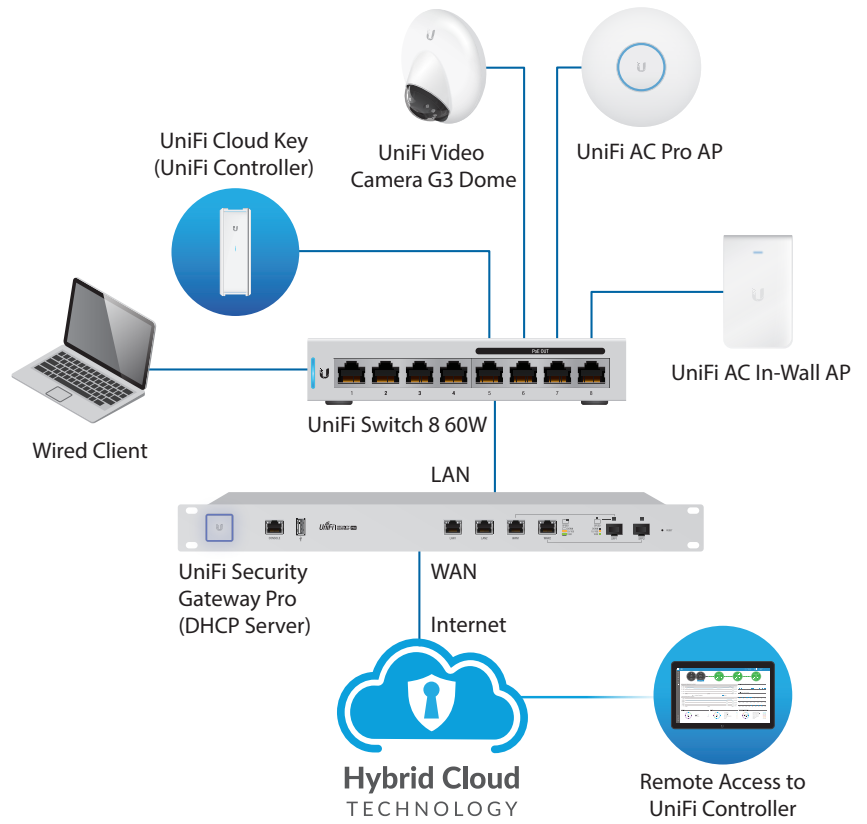 UniFi Cloud Key
(UniFi Controller)
UniFi Video
Camera G3 Dome
UniFi AC Pro AP
UniFi AC In-Wall AP
Wired Client
PoE OUT
1 2 3 4 5 6 7 8
UniFi Switch 8 60W
LAN
UniFi
UniFi Security
Gateway Pro
(DHCP Server)
WAN
Internet
Hybrid Cloud
TECHNOLOGY
Remote Access to
UniFi Controller